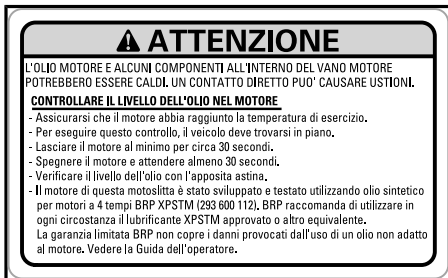 ATTENZIONE
L'OLIO MOTORE E ALCUNI COMPONENTI ALL'INTERNO DEL VANO MOTORE
POTREBBERO ESSERE CALDI. UN CONTATTO DIRETTO PUO' CAUSARE USTIONI.
CONTROLLARE IL LIVELLO DELL'OLIO NEL MOTORE
- Assicurarsi che il motore abbia raggiunto la temperatura di esercizio.
- Per eseguire questo controllo, il veicolo deve trovarsi in piano.
- Lasciare il motore al minimo per circa 30 secondi.
- Spegnere il motore e attendere almeno 30 secondi.
- Verificare il livello dell'olio con l'apposita astina.
- Il motore di questa motoslitta è stato sviluppato e testato utilizando olio sintetico
per motori a 4 tempi BRP XPSTM (293 600 112). BRP raccomanda di utilizzare in
ogni circostanza il lubrificante XPSTM approvato o altro equivalente.
La garanzia limitata BRP non copre i danni provocati dall'uso di un olio non adatto
al motore. Vedere la Guida dell'operatore.